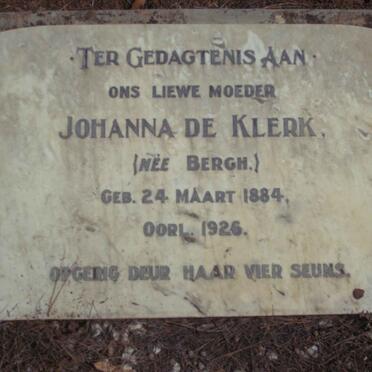 · TER GEDAGTENIS AAN ·
ONS LIEWE MOEDER
JOHANNA DE KLERK,
(NÉE BERGH.)
GEB. 24 MAART 1884,
OORL. 1926.
OPGERIG DEUR HAAR VIER SEUNS.